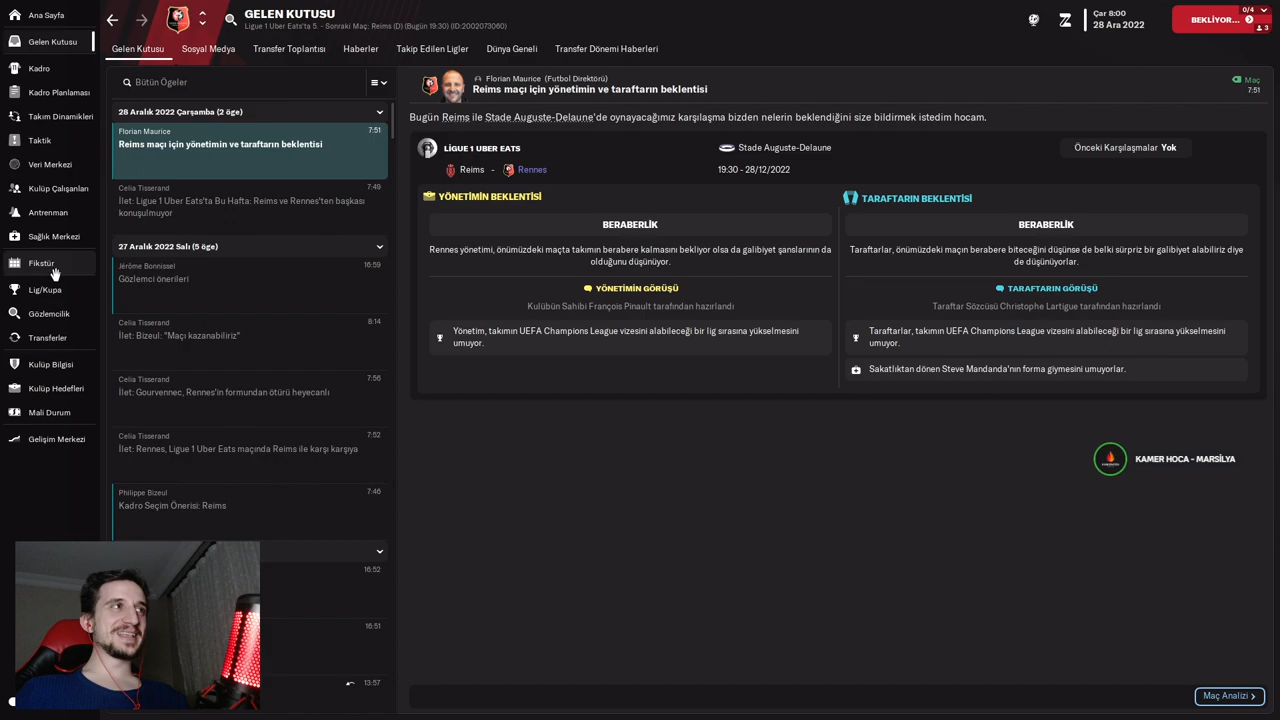 Ana Sayfa
Gelen Kutusu
Kadro
Kadro Planlaması
Takım Dinamikleri
Taktik
Veri Merkezi
Kulüp Çalışanları
Antrenman
Sağlık Merkezi
Fikstür
Lig/Kupa
Gözlemcilik
Transferler
Kulüp Bilgisi
Kulüp Hedefleri
Mali Durum
Gelişim Merkezi
GELEN KUTUSU
Ligue 1 Uber Eats'ta 5. - Sonraki Maç: Reims (D) (Bugün 19:30) (ID:2002073060)
Çar 8:00
28 Ara 2022
BEKLİYOR...
0/4
3
Gelen Kutusu Sosyal Medya Transfer Toplantısı Haberler Takip Edilen Ligler Dünya Geneli Transfer Dönemi Haberleri
Bütün Ögeler
28 Aralık 2022 Çarşamba (2 öge)
Florian Maurice 7:51
Reims maçı için yönetimin ve taraftarın beklentisi
Celia Tisserand 7:49
İlet: Ligue 1 Uber Eats'ta Bu Hafta: Reims ve Rennes'ten başkası
konuşulmuyor
27 Aralık 2022 Salı (5 öge)
Jérôme Bonnissel 16:59
Gözlemci önerileri
Celia Tisserand 8:14
İlet: Bizeul: "Maçı kazanabiliriz"
Celia Tisserand 7:56
İlet: Gourvennec, Rennes'in formundan ötürü heyecanlı
Celia Tisserand 7:52
İlet: Rennes, Ligue 1 Uber Eats maçında Reims ile karşı karşıya
Philippe Bizeul 7:46
Kadro Seçim Önerisi: Reims
16:52
16:51
13:57
Florian Maurice (Futbol Direktörü)
Reims maçı için yönetimin ve taraftarın beklentisi
Maç
7:51
Bugün Reims ile Stade Auguste-Delaune'de oynayacağımız karşılaşma bizden nelerin beklendiğini size bildirmek istedim hocam.
LİGUE 1 UBER EATS
Stade Auguste-Delaune
Önceki Karşılaşmalar Yok
Reims - Rennes
19:30 - 28/12/2022
YÖNETİMİN BEKLENTİSİ
BERABERLİK
Rennes yönetimi, önümüzdeki maçta takımın berabere kalmasını bekliyor olsa da galibiyet şanslarının da
olduğunu düşünüyor.
YÖNETİMİN GÖRÜŞÜ
Kulübün Sahibi François Pinault tarafından hazırlandı
Yönetim, takımın UEFA Champions League vizesini alabileceği bir lig sırasına yükselmesini
umuyor.
TARAFTARIN BEKLENTİSİ
BERABERLİK
Taraftarlar, önümüzdeki maçın berabere biteceğini düşünse de belki sürpriz bir galibiyet alabiliriz diye
de düşünüyorlar.
TARAFTARIN GÖRÜŞÜ
Taraftar Sözcüsü Christophe Lartigue tarafından hazırlandı
Taraftarlar, takımın UEFA Champions League vizesini alabileceği bir lig sırasına yükselmesini
umuyor.
Sakatlıktan dönen Steve Mandanda'nın forma giymesini umuyorlar.
KAMER HOCA - MARSİLYA
Maç Analizi